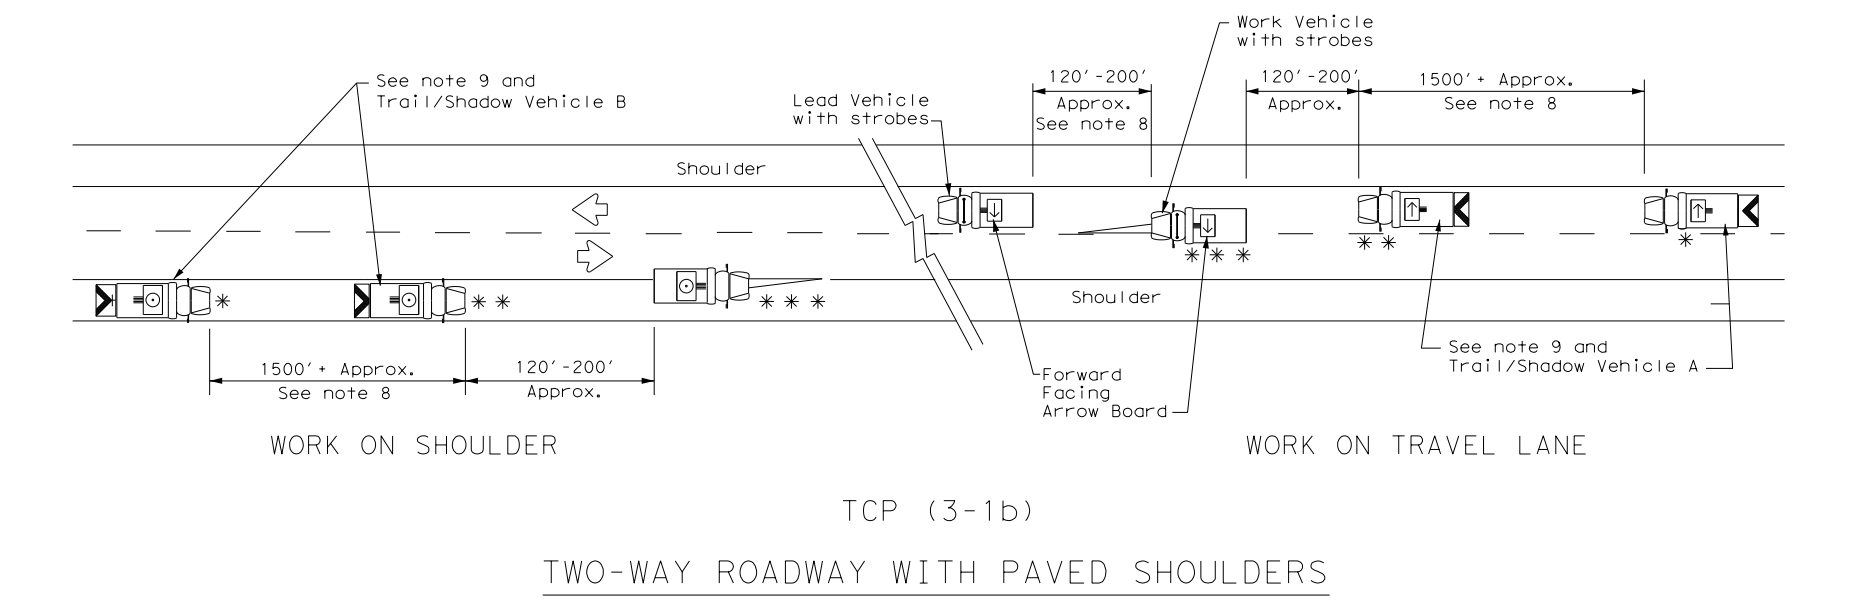 Work Vehicle
with strobes
See note 9 and
Trail/Shadow Vehicle B
Lead Vehicle
with strobes
120'-200'
Approx.
See note 8
120'-200'
Approx.
1500'+ Approx.
See note 8
Shoulder
Shoulder
1500'+ Approx.
See note 8
120'-200'
Approx.
Forward
Facing
Arrow Board
See note 9 and
Trail/Shadow Vehicle A
WORK ON SHOULDER
WORK ON TRAVEL LANE
TCP (3-1b)
TWO-WAY ROADWAY WITH PAVED SHOULDERS